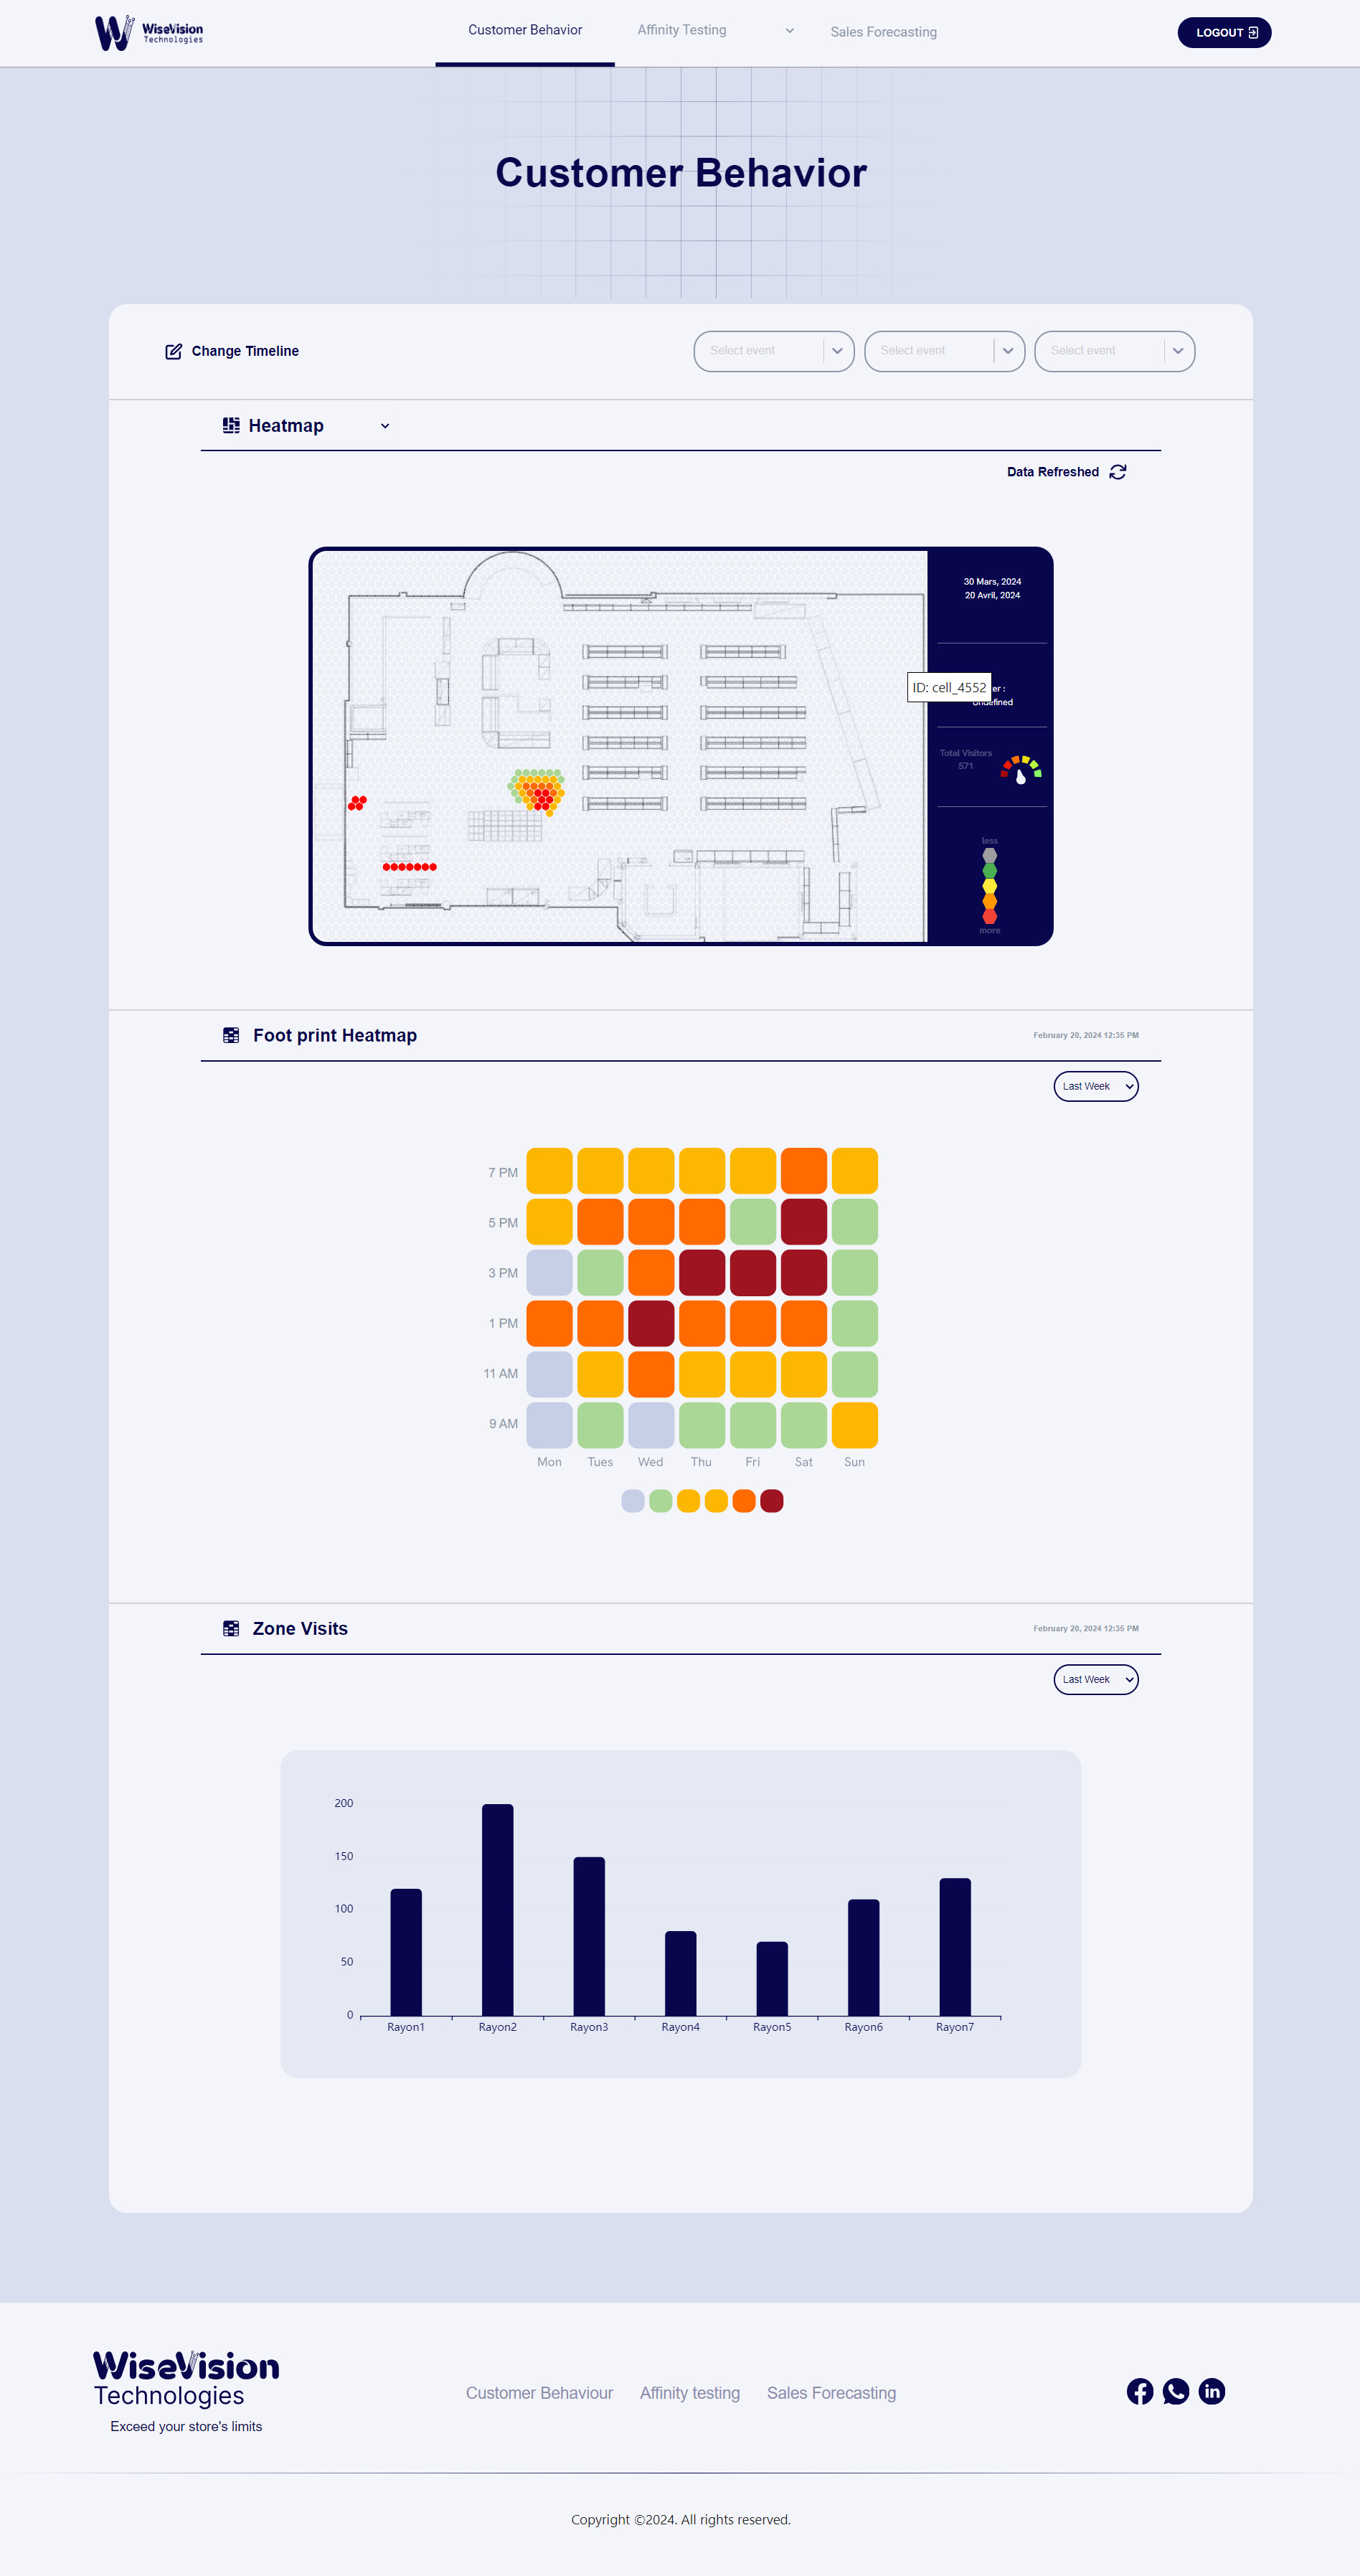 WiseVision
Technologies
Customer Behavior
Affinity Testing
Sales Forecasting
LOGOUT
Customer Behavior
Change Timeline
Select event
Select event
Select event
Heatmap
Data Refreshed
30 Mars, 2024
20 Avril, 2024
ID: cell_4552
er :
Undefined
Total Visitors
571
less
more
Foot print Heatmap
February 20, 2024 12:35 PM
Last Week
7 PM
5 PM
3 PM
1 PM
11 AM
9 AM
Mon Tues Wed Thu Fri Sat Sun
Zone Visits
February 20, 2024 12:35 PM
Last Week
200
150
100
50
0
Rayon1 Rayon2 Rayon3 Rayon4 Rayon5 Rayon6 Rayon7
WiseVision
Technologies
Exceed your store's limits
Customer Behaviour
Affinity testing
Sales Forecasting
in
Copyright ©2024. All rights reserved.